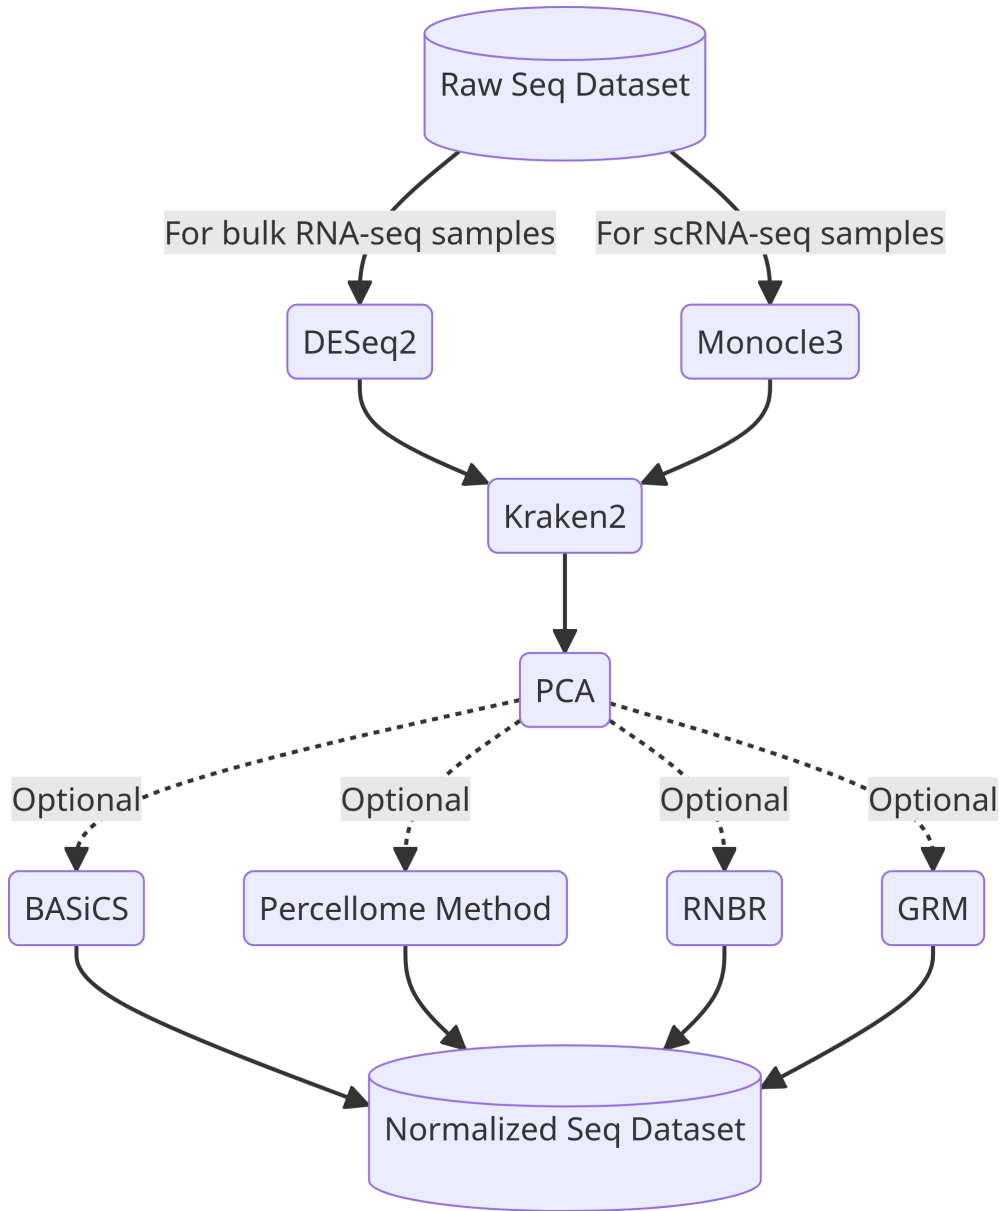 Raw Seq Dataset
For bulk RNA-seq samples
For scRNA-seq samples
DESeq2
Monocle3
Kraken2
PCA
Optional
Optional
Optional
Optional
BASiCS
Percellome Method
RNBR
GRM
Normalized Seq Dataset